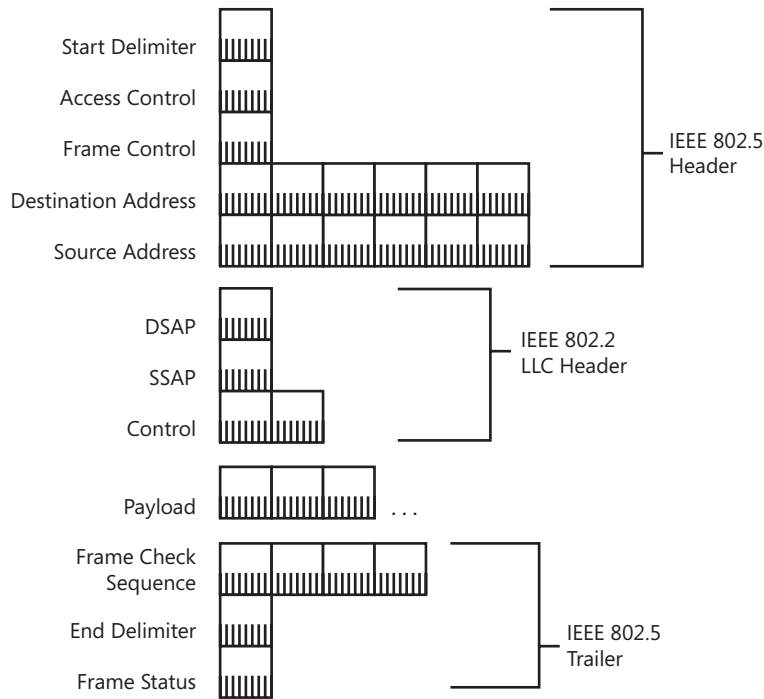 Start Delimiter
Access Control
Frame Control
Destination Address
Source Address
IEEE 802.5
Header
DSAP
SSAP
Control
IEEE 802.2
LLC Header
Payload
...
Frame Check
Sequence
End Delimiter
Frame Status
IEEE 802.5
Trailer